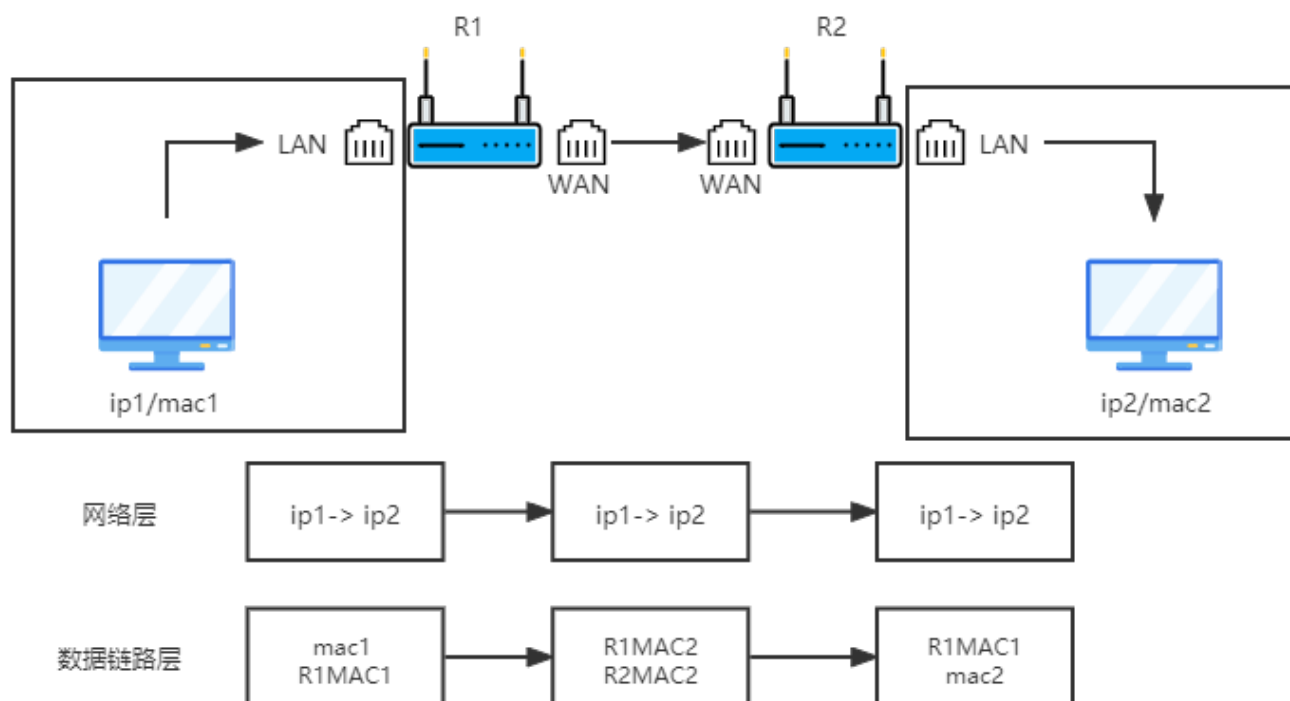 R1
R2
LAN
WAN
WAN
LAN
ip1/mac1
ip2/mac2
网络层
ip1-> ip2
ip1-> ip2
ip1-> ip2
数据链路层
mac1
R1MAC1
R1MAC2
R2MAC2
R1MAC1
mac2